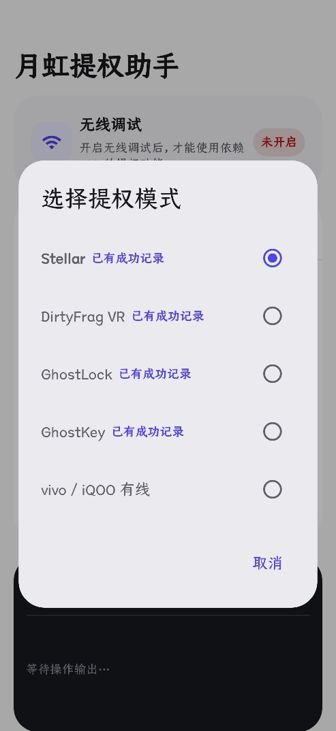 月虹提权助手
无线调试
开启无线调试后，才能使用依赖
未开启
选择提权模式
Stellar 已有成功记录
DirtyFrag VR 已有成功记录
GhostLock 已有成功记录
GhostKey 已有成功记录
vivo / iQOO 有线
取消
等待操作输出…